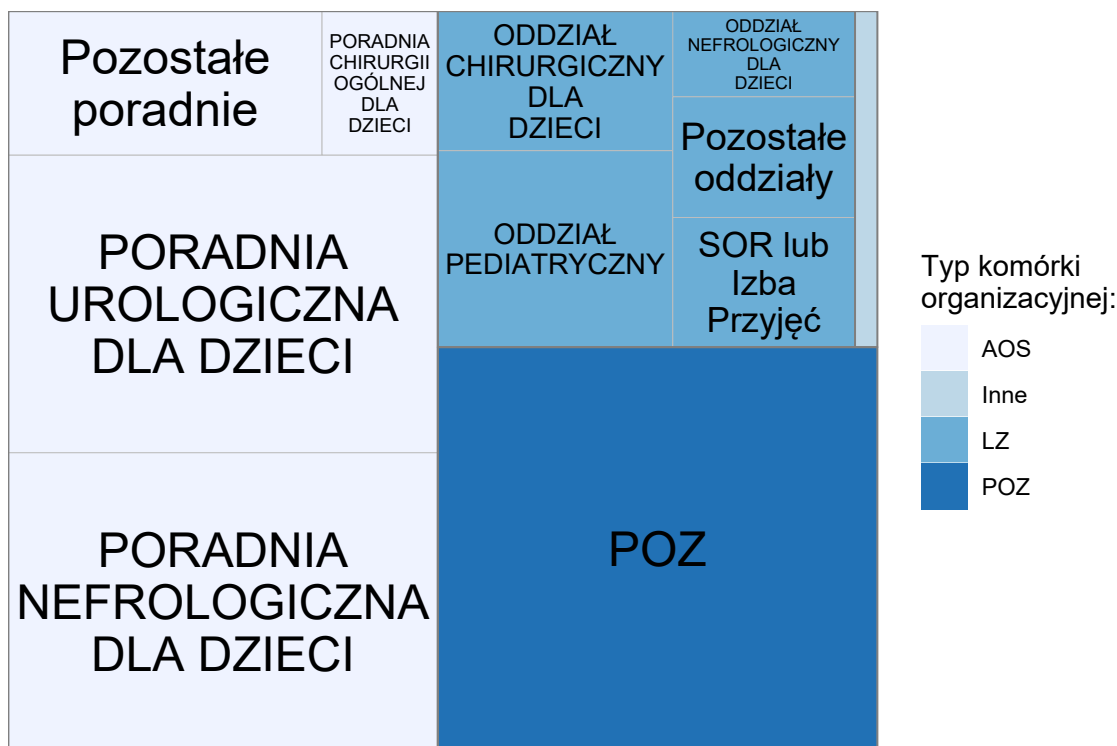 Pozostałe
poradnie
PORADNIA
CHIRURGII
OGÓLNEJ
DLA
DZIECI
PORADNIA
UROLOGICZNA
DLA DZIECI
PORADNIA
NEFROLOGICZNA
DLA DZIECI
ODDZIAŁ
CHIRURGICZNY
DLA
DZIECI
ODDZIAŁ
PEDIATRYCZNY
ODDZIAŁ
NEFROLOGICZNY
DLA
DZIECI
Pozostałe
oddziały
SOR lub
Izba
Przyjęć
POZ
Typ komórki
organizacyjnej:
AOS
Inne
LZ
POZ